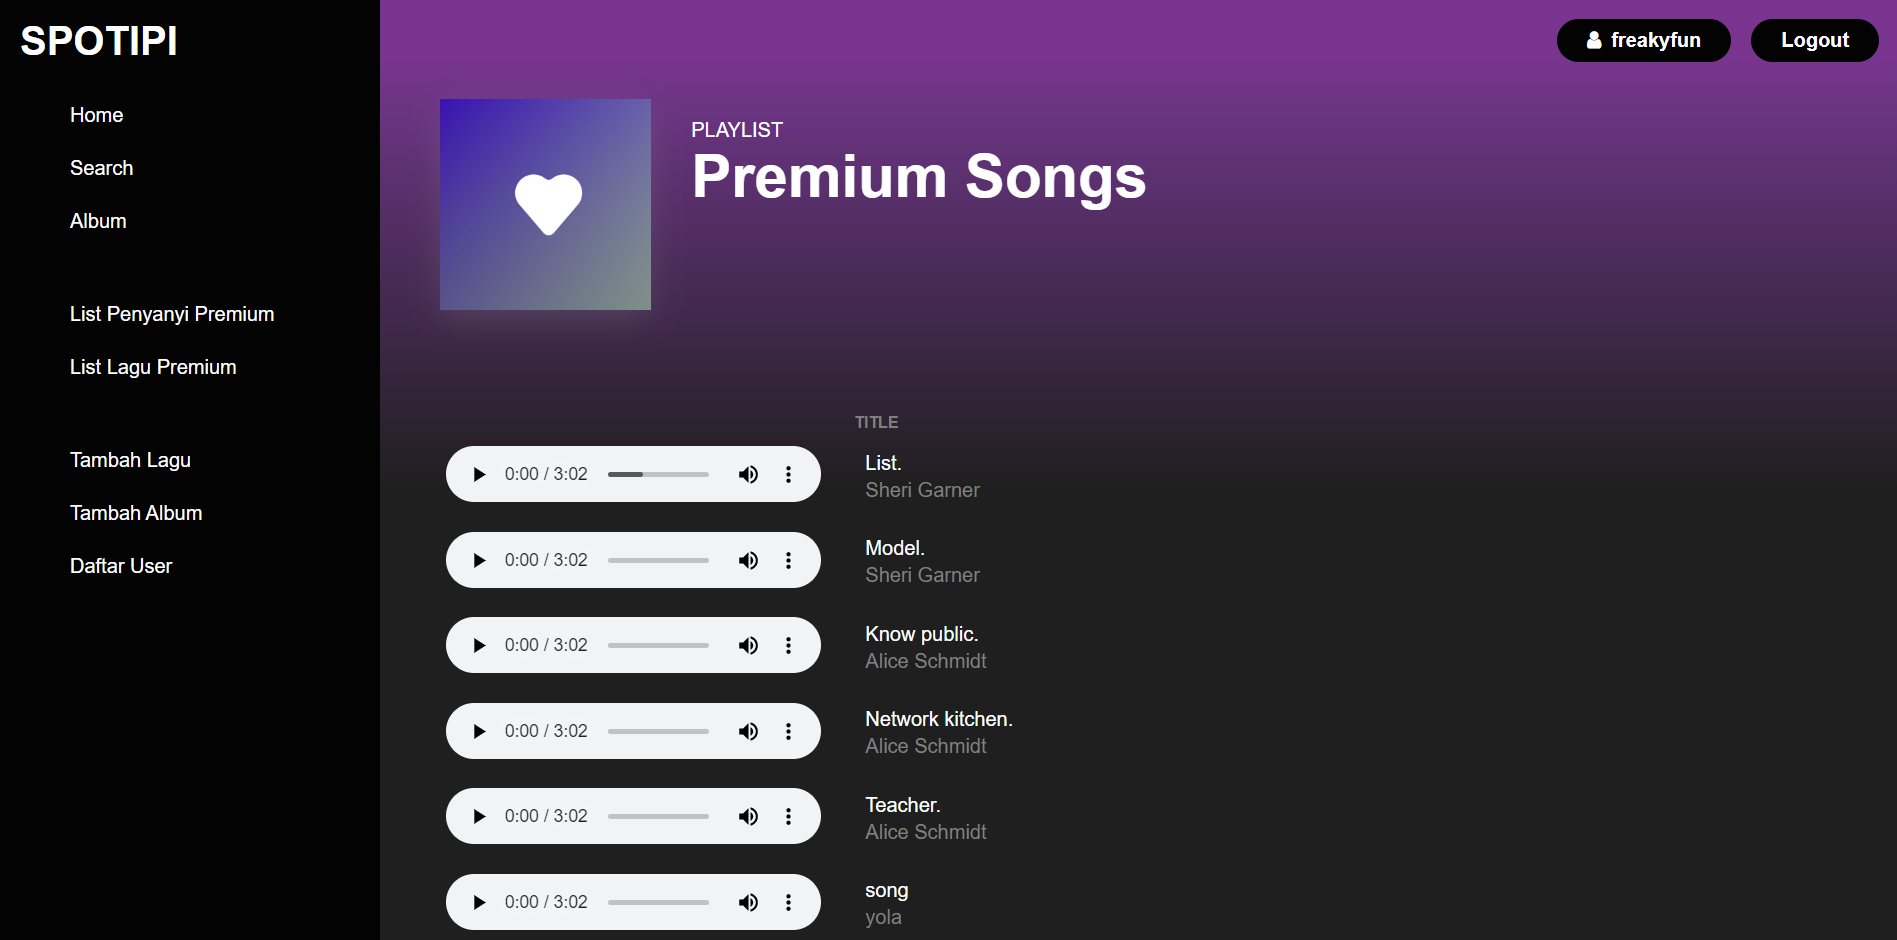 SPOTIPI
Home
Search
Album
List Penyanyi Premium
List Lagu Premium
Tambah Lagu
Tambah Album
Daftar User
freakyfun
Logout
PLAYLIST
Premium Songs
TITLE
0:00 / 3:02
List.
Sheri Garner
0:00 / 3:02
Model.
Sheri Garner
0:00 / 3:02
Know public.
Alice Schmidt
0:00 / 3:02
Network kitchen.
Alice Schmidt
0:00 / 3:02
Teacher.
Alice Schmidt
0:00 / 3:02
song
yola